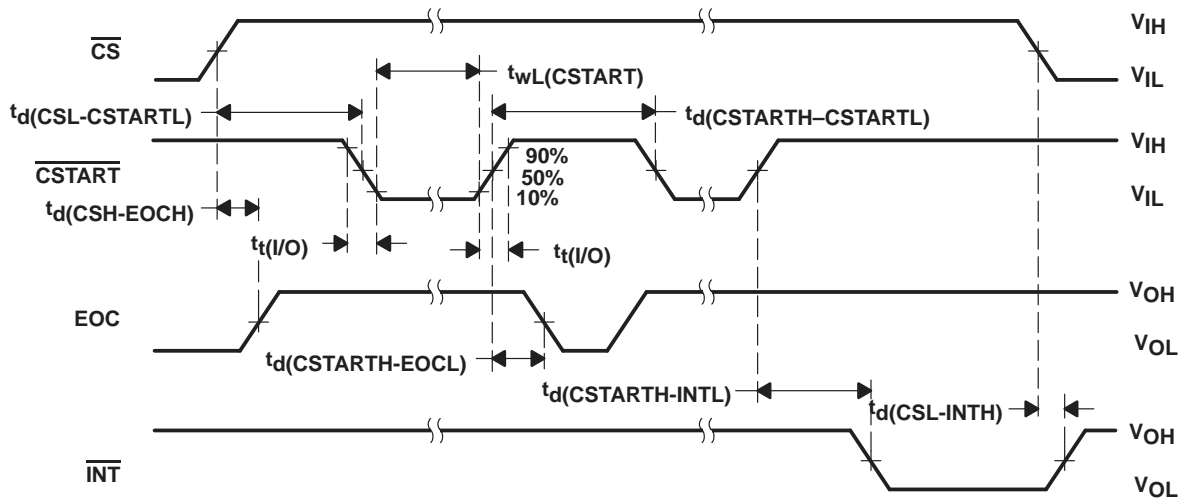 CS
VIH
VIL
twL(CSTART)
td(CSL-CSTARTL)
td(CSTARTH–CSTARTL)
CSTART
90%
50%
10%
VIH
VIL
td(CSH-EOCH)
tt(I/O)
tt(I/O)
EOC
VOH
VOL
td(CSTARTH-EOCL)
td(CSTARTH-INTL)
td(CSL-INTH)
INT
VOH
VOL